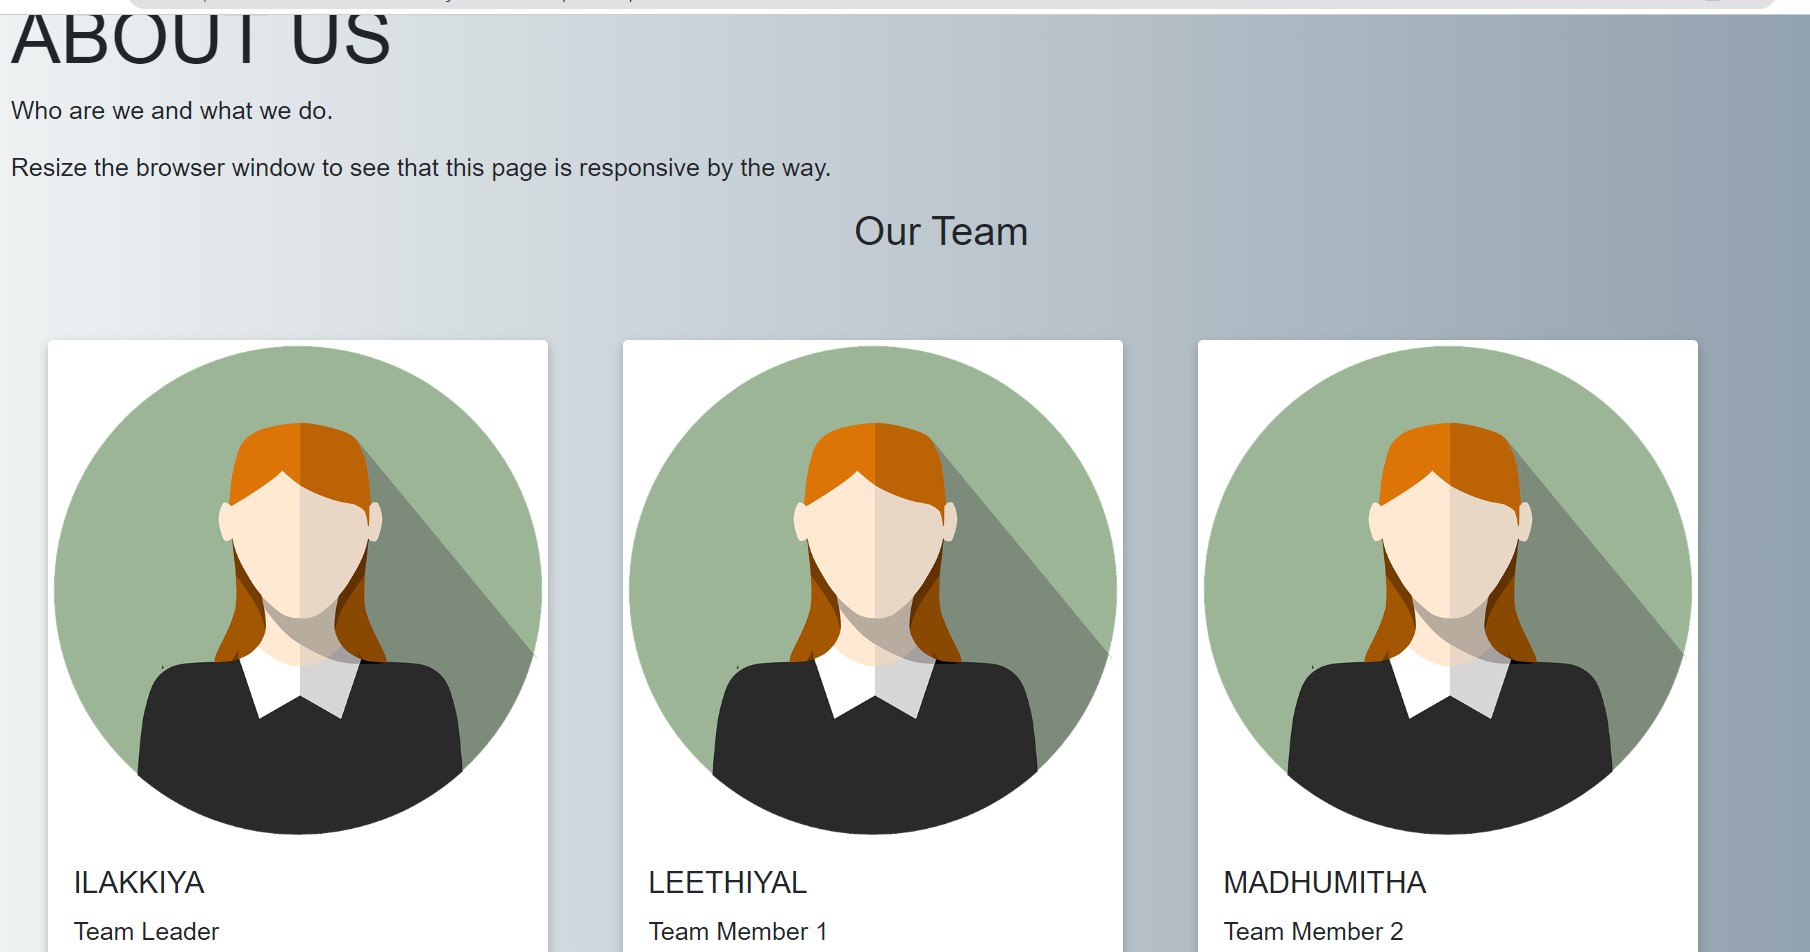 ABOUT US
Who are we and what we do.
Resize the browser window to see that this page is responsive by the way.
Our Team
ILAKKIYA
Team Leader
LEETHIYAL
Team Member 1
MADHUMITHA
Team Member 2